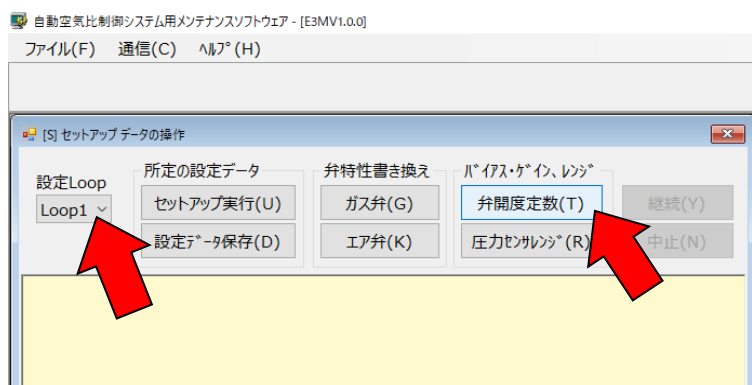 自動空気比制御システム用メンテナンスソフトウェア - [E3MV1.0.0]
ファイル(F) 通信(C) ﾍﾙﾌﾟ(H)
[S] セットアップ データの操作
設定Loop
Loop1
所定の設定データ
セットアップ実行(U)
設定ﾃﾞｰﾀ保存(D)
弁特性書き換え
ガス弁(G)
エア弁(K)
ﾊﾞｲｱｽ・ｹﾞｲﾝ、ﾚﾝｼﾞ
弁開度定数(T)
圧力ｾﾝｻﾚﾝｼﾞ(R)
継続(Y)
中止(N)